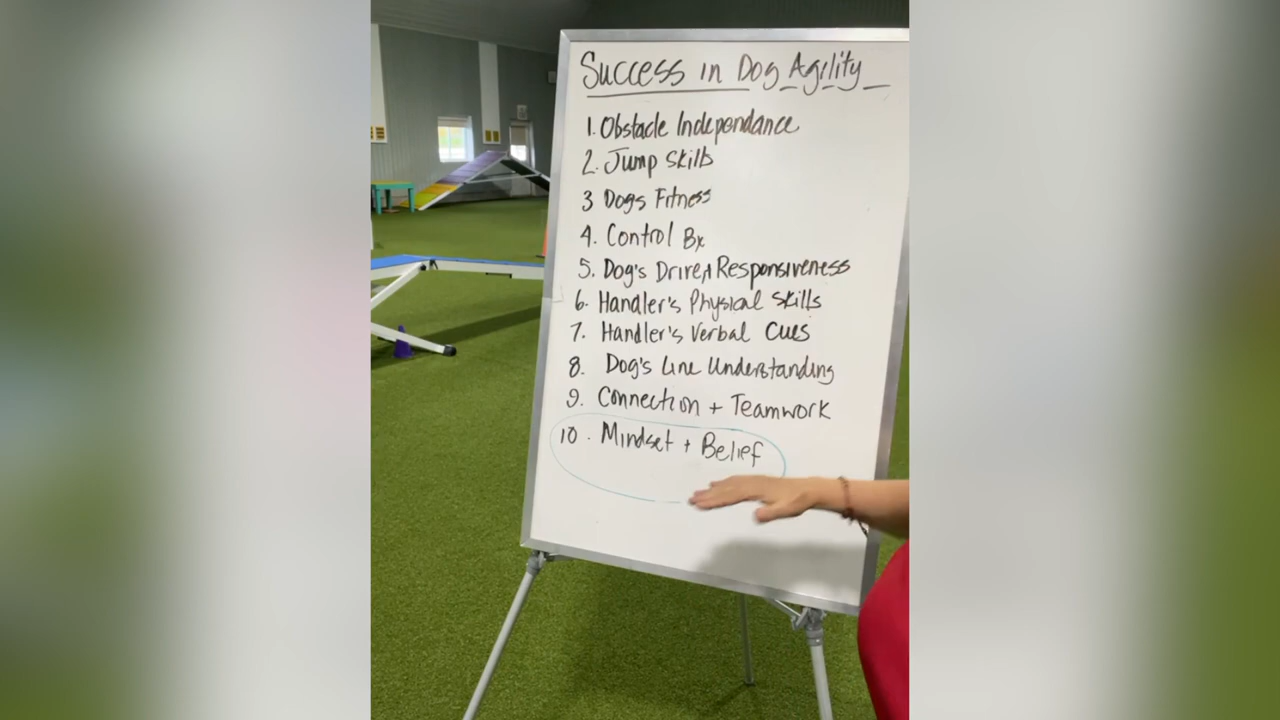 Success in Dog Agility
1. Obstacle Independance
2. Jump Skills
3 Dogs Fitness
4. Control Bx
5. Dog's Drive + Responsiveness
6. Handler's Physical Skills
7. Handler's Verbal Cues
8. Dog's Line Understanding
9. Connection + Teamwork
10. Mindset + Belief